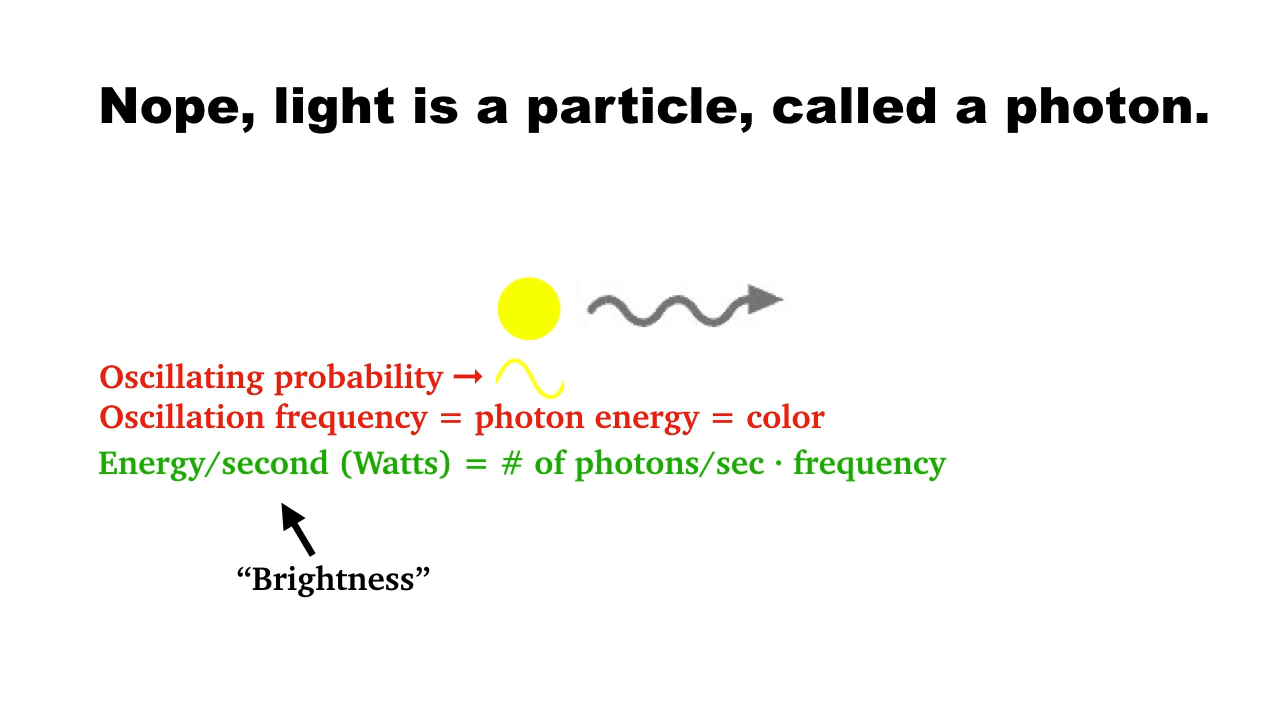 Nope, light is a particle, called a photon.
Oscillating probability →
Oscillation frequency = photon energy = color
Energy/second (Watts) = # of photons/sec · frequency
“Brightness”